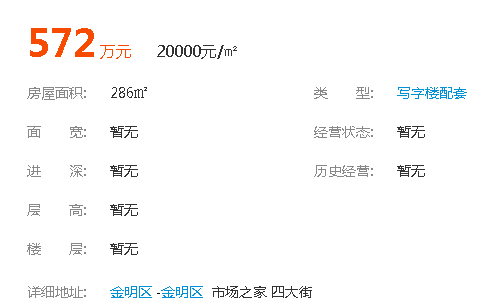 572 万元 20000元/㎡
房屋面积: 286㎡ 类 型: 写字楼配套
面 宽: 暂无 经营状态: 暂无
进 深: 暂无 历史经营: 暂无
层 高: 暂无
楼 层: 暂无
详细地址: 金明区 -金明区 市场之家 四大街